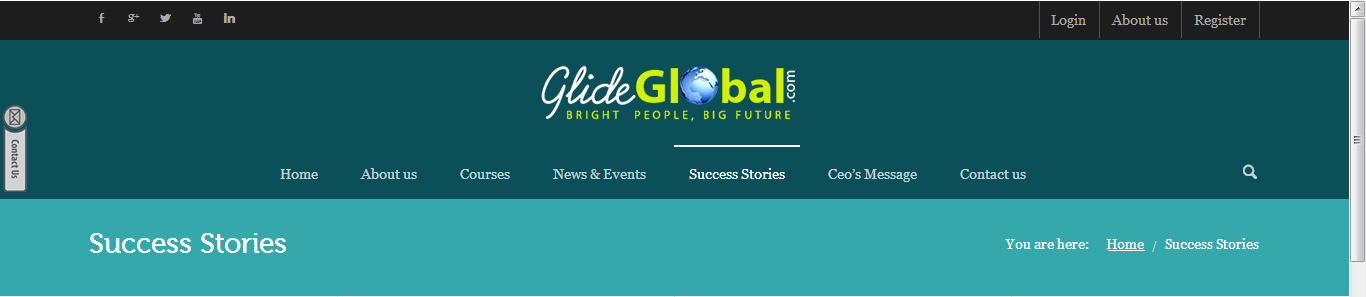 Login About us Register
GlideGlobal.com
BRIGHT PEOPLE, BIG FUTURE
Contact Us
Home About us Courses News & Events Success Stories Ceo's Message Contact us
Success Stories You are here: Home / Success Stories